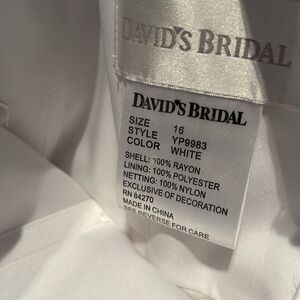 DAVID'S BRIDAL
DAVID'S BRIDAL
SIZE 16
STYLE YP9983
COLOR WHITE
SHELL: 100% RAYON
LINING: 100% POLYESTER
NETTING: 100% NYLON
EXCLUSIVE OF DECORATION
RN 84270
MADE IN CHINA
SEE REVERSE FOR CARE